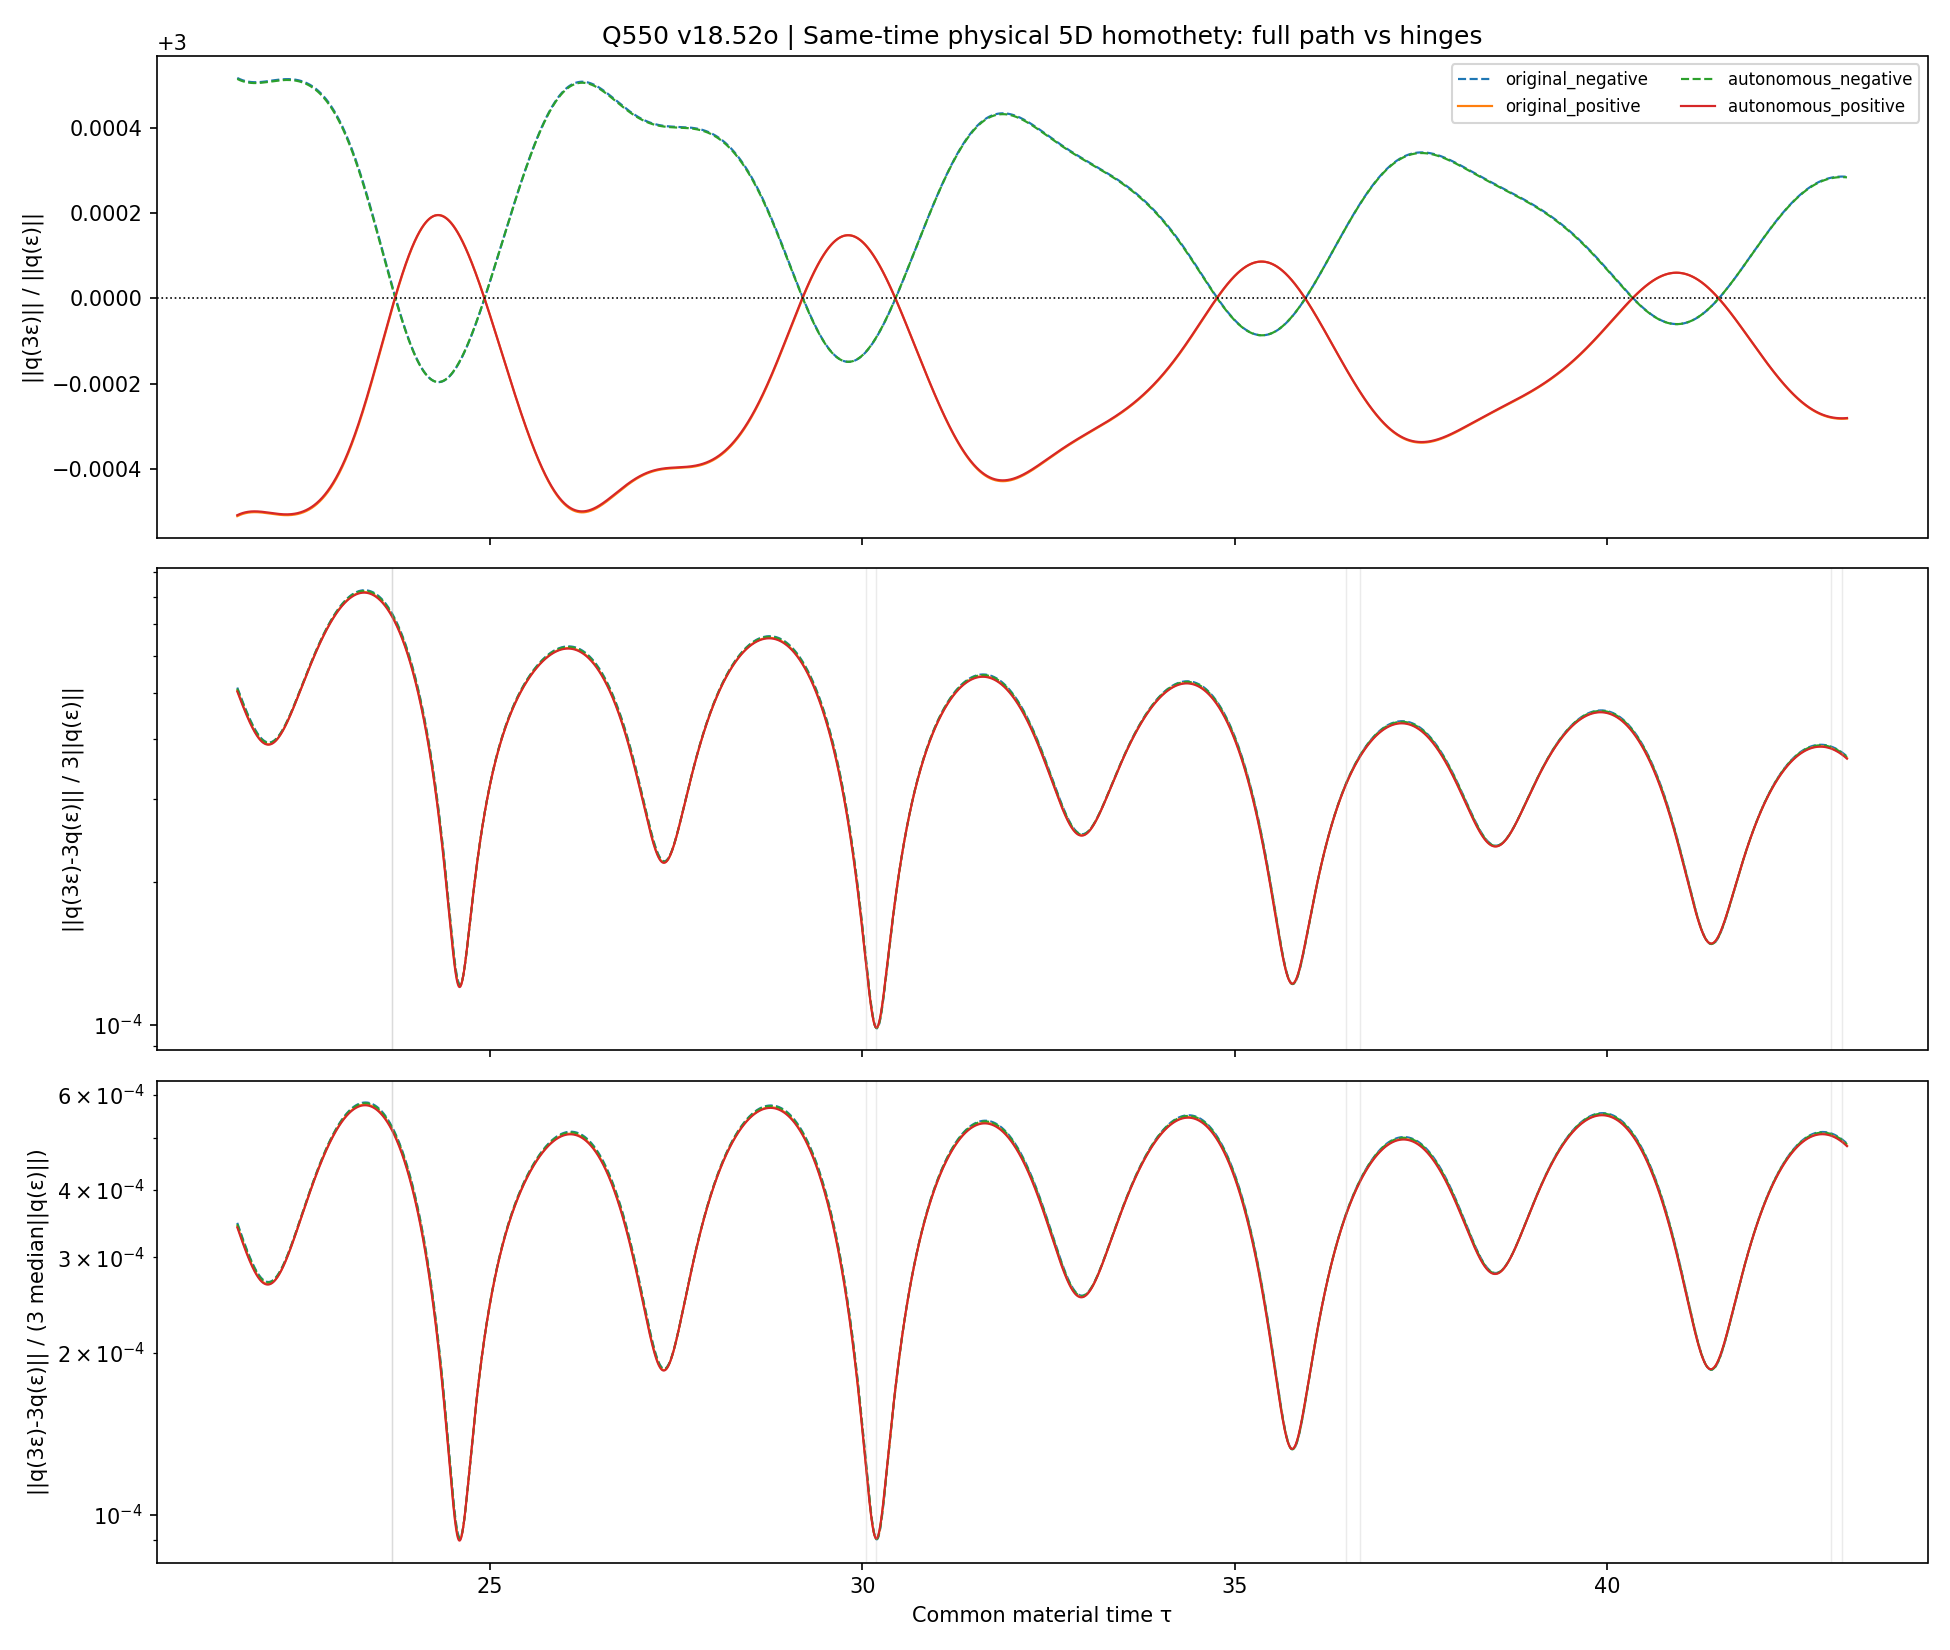 Q550 v18.52o | Same-time physical 5D homothety: full path vs hinges
+3
original_negative
original_positive
autonomous_negative
autonomous_positive
||q(3ε)|| / ||q(ε)||
0.0004
0.0002
0.0000
−0.0002
−0.0004
||q(3ε)-3q(ε)|| / 3||q(ε)||
10⁻⁴
||q(3ε)-3q(ε)|| / (3 median||q(ε)||)
6 × 10⁻⁴
4 × 10⁻⁴
3 × 10⁻⁴
2 × 10⁻⁴
10⁻⁴
25
30
35
40
Common material time τ